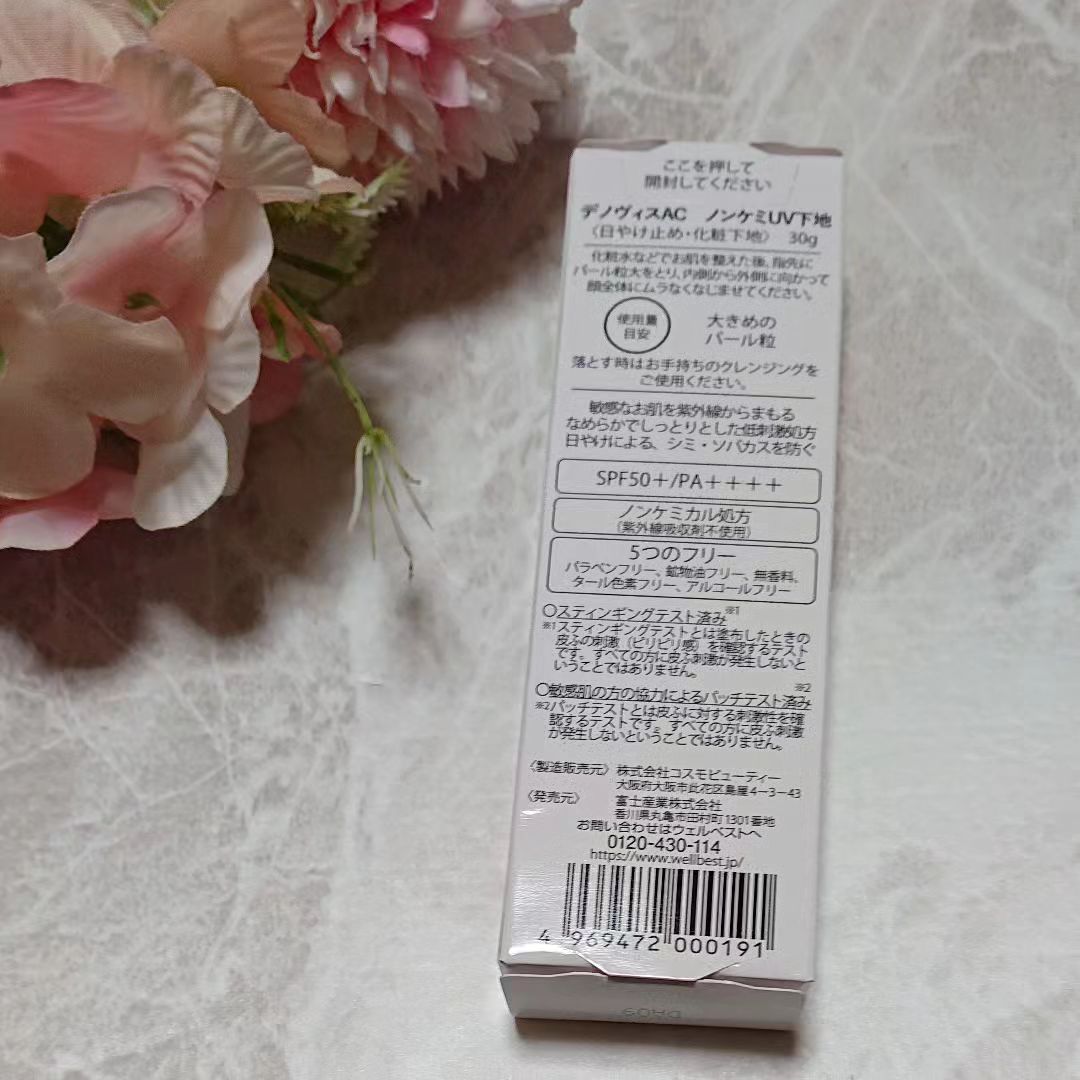 ここを押して
開封してください
デノヴィスAC ノンケミUV下地
〈日やけ止め・化粧下地〉 30g
化粧水などでお肌を整えた後、指先に
パール粒大をとり、内側から外側に向かって
顔全体にムラなくなじませてください。
使用量
目安
大きめの
パール粒
落とす時はお手持ちのクレンジングを
ご使用ください。
敏感なお肌を紫外線からまもる
なめらかでしっとりとした低刺激処方
日やけによる、シミ・ソバカスを防ぐ
SPF50+/PA++++
ノンケミカル処方
(紫外線吸収剤不使用)
5つのフリー
パラベンフリー、鉱物油フリー、無香料、
タール色素フリー、アルコールフリー
〇スティンギングテスト済み※1
※1スティンギングテストとは塗布したときの
皮ふの刺激(ピリピリ感)を確認するテスト
です。すべての方に皮ふ刺激が発生しないと
いうことではありません。
〇敏感肌の方の協力によるパッチテスト済み※2
※2パッチテストとは皮ふに対する刺激性を確
認するテストです。すべての方に皮ふ刺激
が発生しないということではありません。
〈製造販売元〉株式会社コスモビューティー
大阪府大阪市此花区島屋4-3-43
〈発売元〉 富士産業株式会社
香川県丸亀市田村町1301番地
お問い合わせはウェルベストへ
0120-430-114
https://www.wellbest.jp/
4 969472 000191